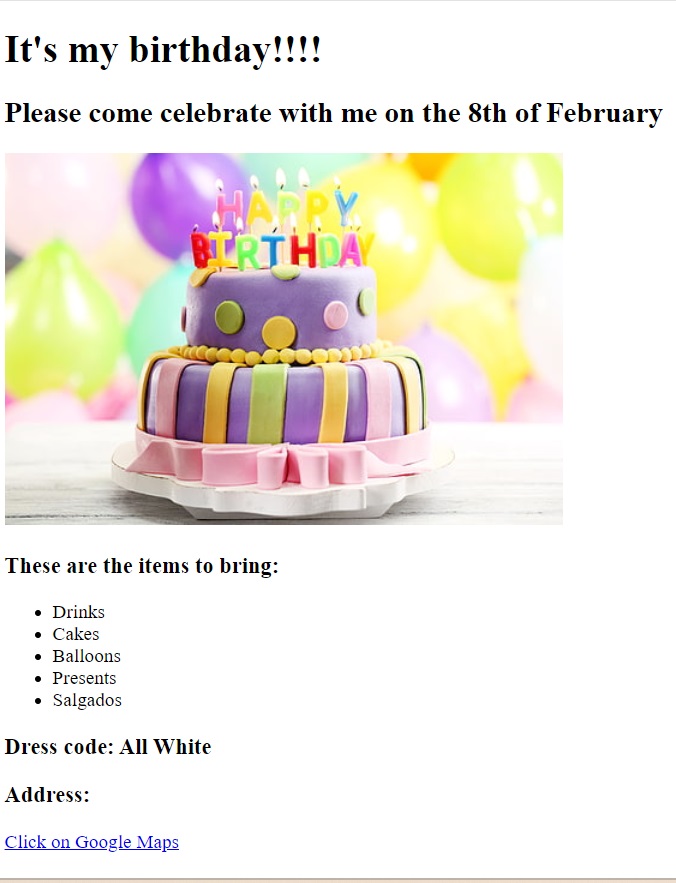 It's my birthday!!!!
Please come celebrate with me on the 8th of February
HAPPY
BIRTHDAY
These are the items to bring:
Drinks
Cakes
Balloons
Presents
Salgados
Dress code: All White
Address:
Click on Google Maps